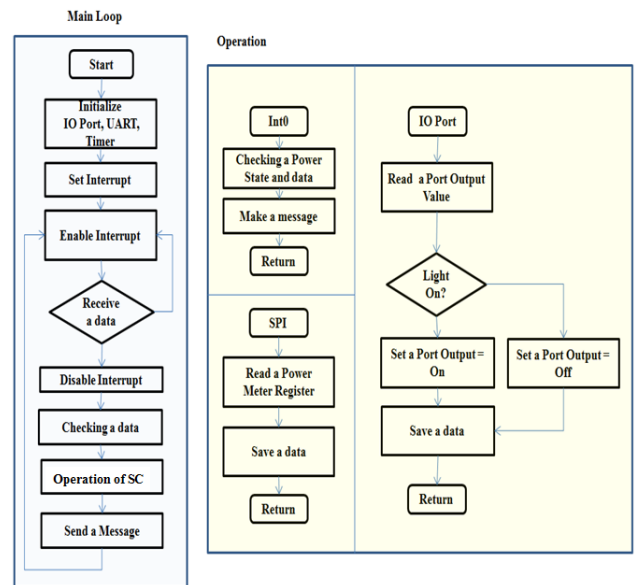 Main Loop
Start
Initialize
IO Port, UART,
Timer
Set Interrupt
Enable Interrupt
Receive
a data
Disable Interrupt
Checking a data
Operation of SC
Send a Message
Operation
Int0
Checking a Power
State and data
Make a message
Return
SPI
Read a Power
Meter Register
Save a data
Return
IO Port
Read a Port Output
Value
Light
On?
Set a Port Output =
On
Set a Port Output =
Off
Save a data
Return